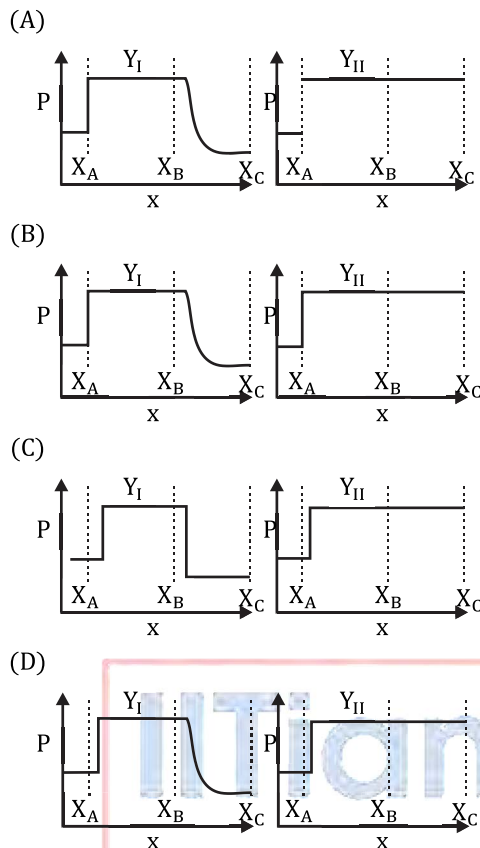 (A)
Y_I Y_II
P P
X_A X_B X_C X_A X_B X_C
x x
(B)
Y_I Y_II
P P
X_A X_B X_C X_A X_B X_C
x x
(C)
Y_I Y_II
P P
X_A X_B X_C X_A X_B X_C
x x
(D)
IITian
Y_I Y_II
P P
X_A X_B X_C X_A X_B X_C
x x